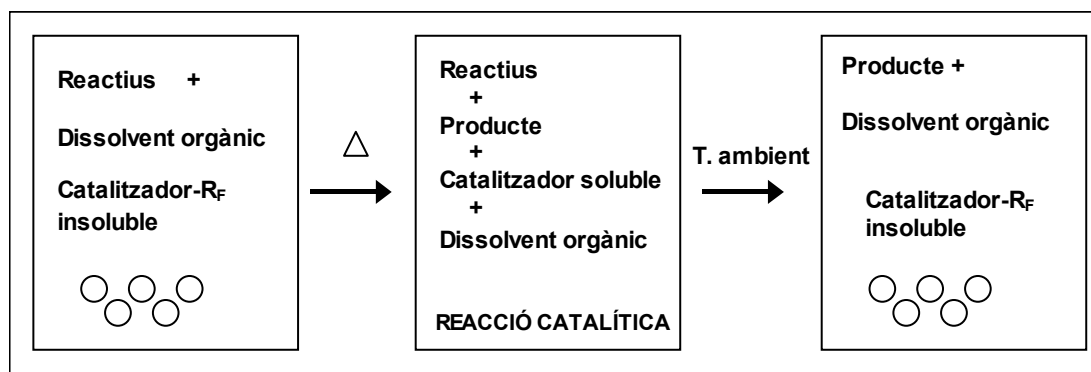 Reactius +
Dissolvent orgànic
Catalitzador-RF
insoluble
△
Reactius
+
Producte
+
Catalitzador soluble
+
Dissolvent orgànic
REACCIÓ CATALÍTICA
T. ambient
Producte +
Dissolvent orgànic
Catalitzador-RF
insoluble